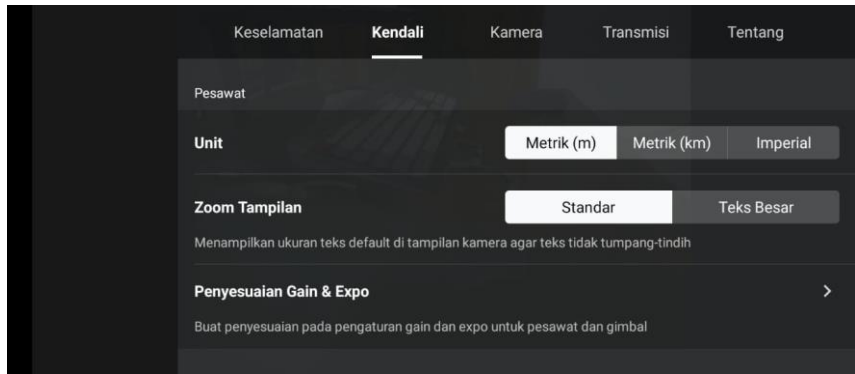 Keselamatan Kendali Kamera Transmisi Tentang
Pesawat
Unit Metrik (m) Metrik (km) Imperial
Zoom Tampilan Standar Teks Besar
Menampilkan ukuran teks default di tampilan kamera agar teks tidak tumpang-tindih
Penyesuaian Gain & Expo
Buat penyesuaian pada pengaturan gain dan expo untuk pesawat dan gimbal